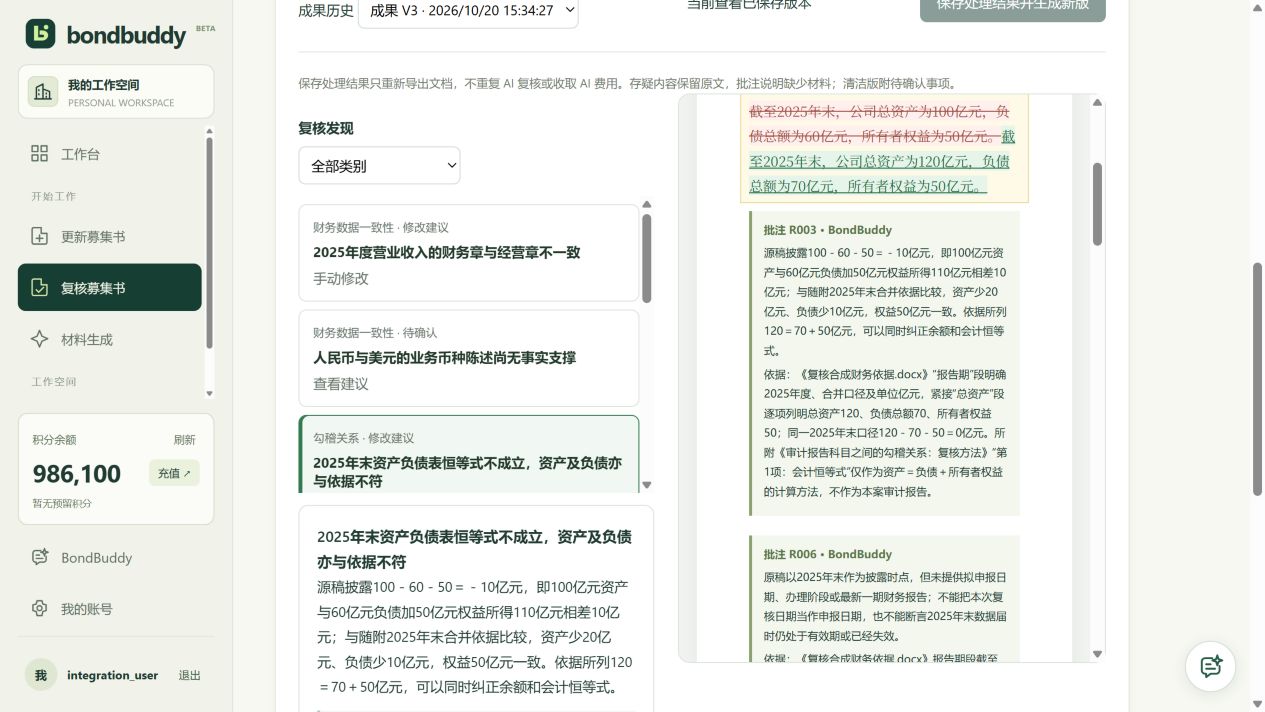 bondbuddy BETA
我的工作空间
PERSONAL WORKSPACE
工作台
开始工作
更新募集书
复核募集书
材料生成
工作空间
积分余额 刷新
986,100 充值 ↗
暂无预留积分
BondBuddy
我的账号
我 integration_user 退出
成果历史 成果 V3 · 2026/10/20 15:34:27
当前查看已保存版本
保存处理结果并生成新版
保存处理结果只重新导出文档，不重复 AI 复核或收取 AI 费用。存疑内容保留原文，批注说明缺少材料；清洁版附待确认事项。
复核发现
全部类别
财务数据一致性 · 修改建议
2025年度营业收入的财务章与经营章不一致
手动修改
财务数据一致性 · 待确认
人民币与美元的业务币种陈述尚无事实支撑
查看建议
勾稽关系 · 修改建议
2025年末资产负债表恒等式不成立，资产及负债亦
与依据不符
2025年末资产负债表恒等式不成立，资产及负债
亦与依据不符
源稿披露100－60－50＝－10亿元，即100亿元资产
与60亿元负债加50亿元权益所得110亿元相差10亿
元；与随附2025年末合并依据比较，资产少20亿
元、负债少10亿元，权益50亿元一致。依据所列120
＝70＋50亿元，可以同时纠正余额和会计恒等式。
截至2025年末，公司总资产为100亿元，负
债总额为60亿元，所有者权益为50亿元。截
至2025年末，公司总资产为120亿元，负债
总额为70亿元，所有者权益为50亿元。
批注 R003 • BondBuddy
源稿披露100－60－50＝－10亿元，即100亿元资
产与60亿元负债加50亿元权益所得110亿元相差10
亿元；与随附2025年末合并依据比较，资产少20
亿元、负债少10亿元，权益50亿元一致。依据所列
120＝70＋50亿元，可以同时纠正余额和会计恒等
式。
依据：《复核合成财务依据.docx》“报告期”段明确
2025年度、合并口径及单位亿元，紧接“总资产”段
逐项列明总资产120、负债总额70、所有者权益
50；同一2025年末口径120－70－50＝0亿元。所
附《审计报告科目之间的勾稽关系：复核方法》“第
1项：会计恒等式”仅作为资产＝负债＋所有者权益
的计算方法，不作为本案审计报告。
批注 R006 • BondBuddy
原稿以2025年末作为披露时点，但未提供拟申报日
期、办理阶段或最新一期财务报告；不能把本次复
核日期当作申报日期，也不能断言2025年末数据届
时仍处于有效期或已经失效。
依据：《复核合成财务依据.docx》报告期段截至